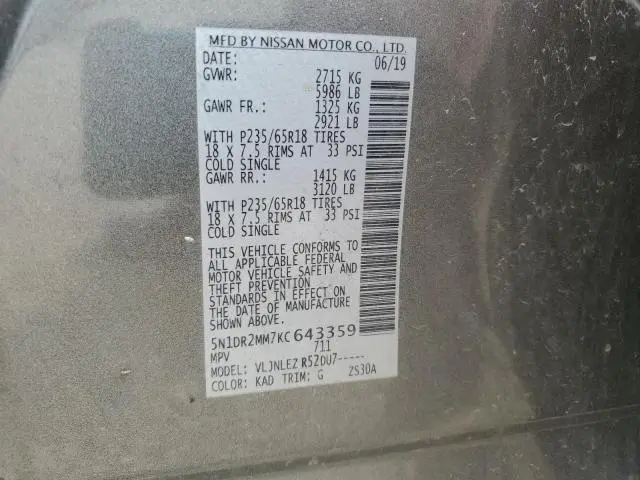 MFD BY NISSAN MOTOR CO., LTD.
DATE: 06/19
GVWR: 2715 KG
5986 LB
GAWR FR.: 1325 KG
2921 LB
WITH P235/65R18 TIRES
18 X 7.5 RIMS AT 33 PSI
COLD SINGLE
GAWR RR.: 1415 KG
3120 LB
WITH P235/65R18 TIRES
18 X 7.5 RIMS AT 33 PSI
COLD SINGLE
THIS VEHICLE CONFORMS TO
ALL APPLICABLE FEDERAL
MOTOR VEHICLE SAFETY AND
THEFT PREVENTION
STANDARDS IN EFFECT ON
THE DATE OF MANUFACTURE
SHOWN ABOVE.
5N1DR2MM7KC643359
MPV 711
MODEL: VLJNLEZ R52DU7-----
COLOR: KAD TRIM: G 2S30A